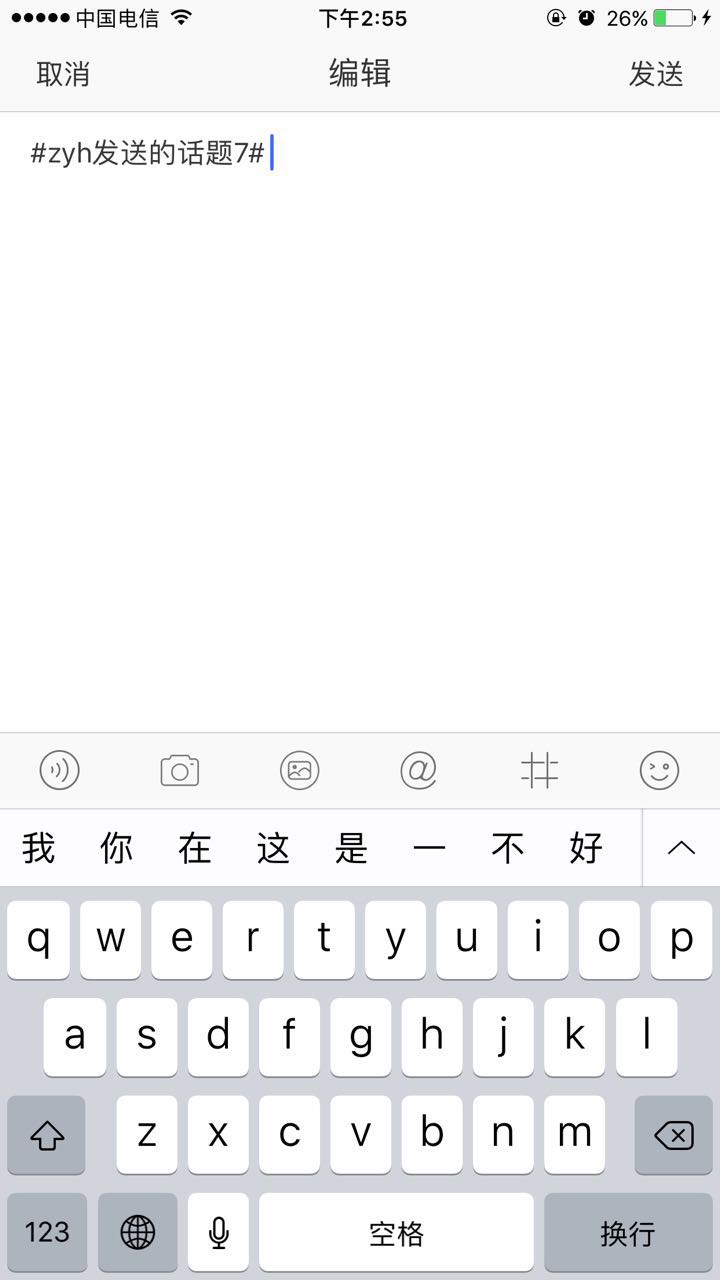 中国电信 下午2:55 26%
取消 编辑 发送
#zyh发送的话题7#
我 你 在 这 是 一 不 好
q w e r t y u i o p
a s d f g h j k l
z x c v b n m
123 空格 换行